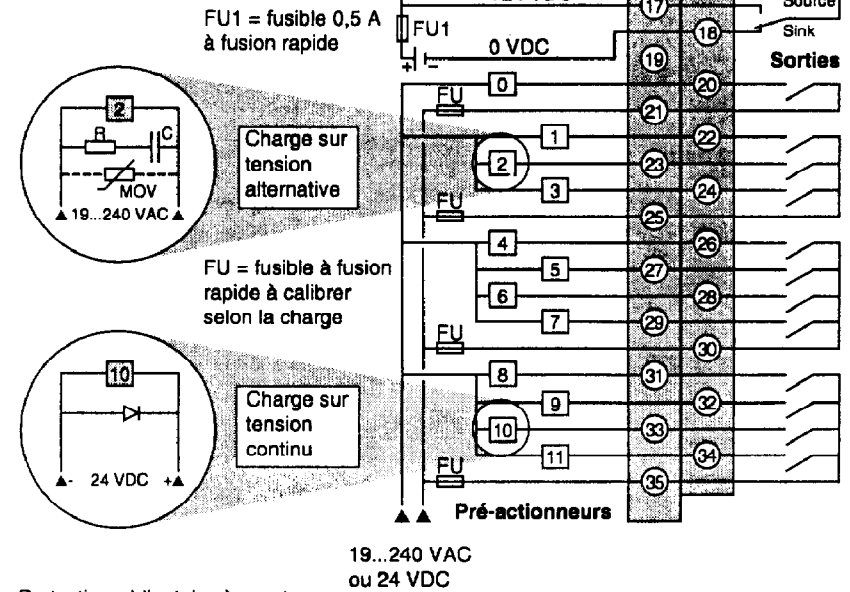 FU1 = fusible 0,5 A
à fusion rapide
FU1
17
Source
18
Sink
0 VDC
+ -
19
Sorties
0
20
FU
21
2
R
C
MOV
19...240 VAC
Charge sur
tension
alternative
1
22
2
23
3
24
FU
25
4
26
FU = fusible à fusion
rapide à calibrer
selon la charge
5
27
6
28
7
29
FU
30
8
31
10
- 24 VDC +
Charge sur
tension
continu
9
32
10
33
11
34
FU
35
Pré-actionneurs
19...240 VAC
ou 24 VDC